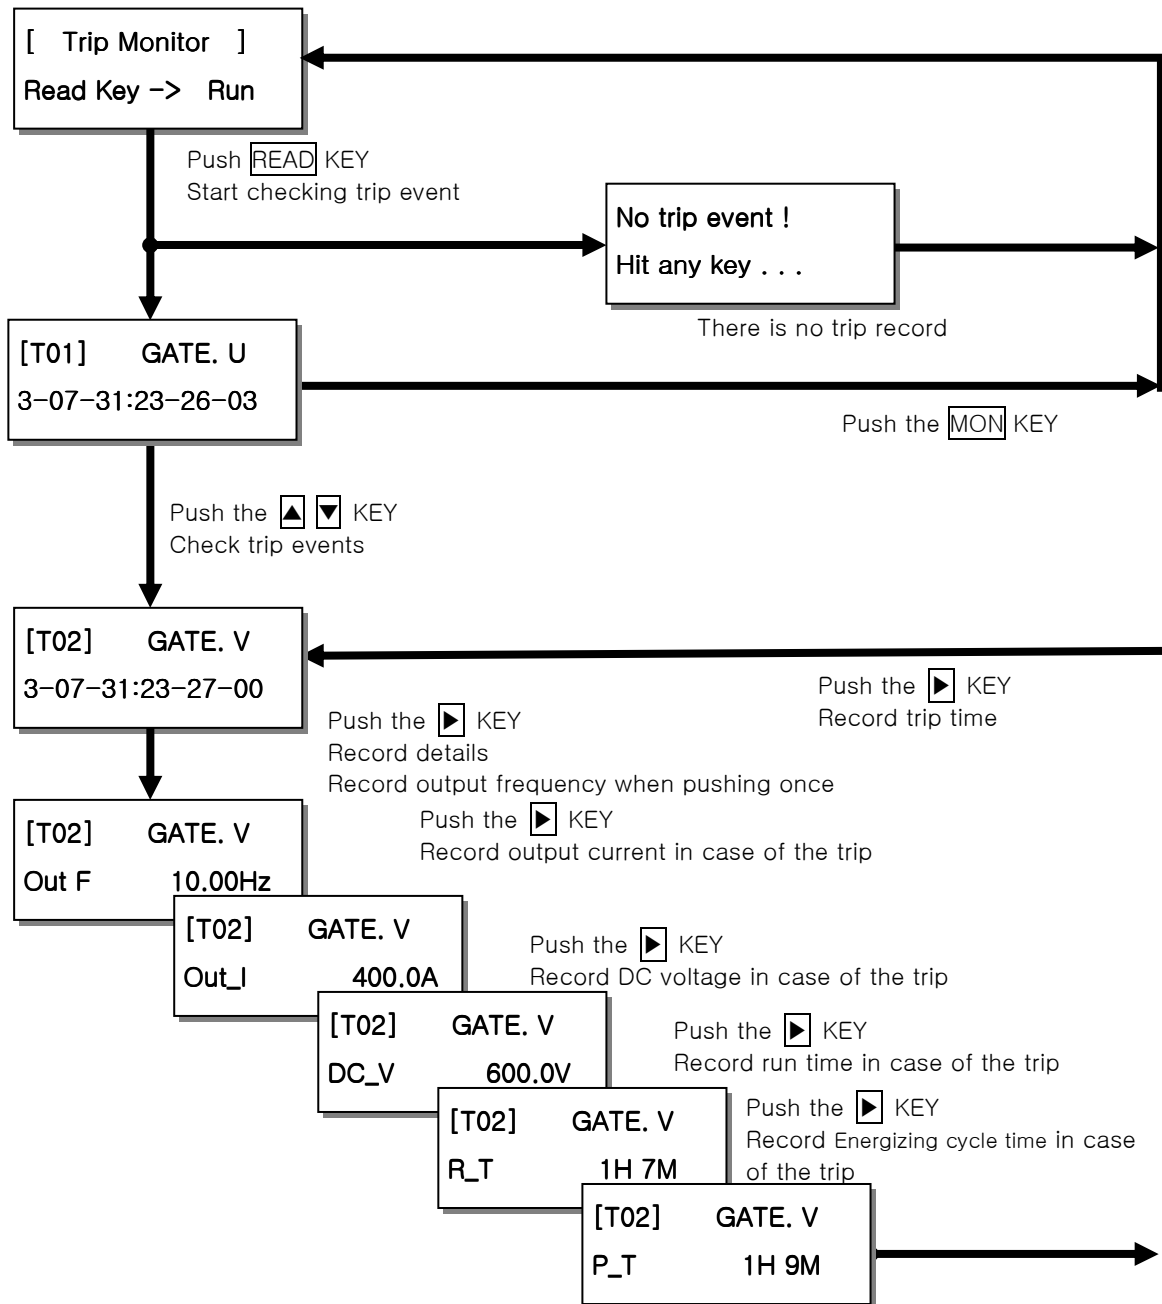 [ Trip Monitor ]
Read Key -> Run
Push READ KEY
Start checking trip event
No trip event !
Hit any key . . .
There is no trip record
[T01] GATE. U
3-07-31:23-26-03
Push the MON KEY
Push the ▲ ▼ KEY
Check trip events
[T02] GATE. V
3-07-31:23-27-00
Push the ▶ KEY
Record trip time
Push the ▶ KEY
Record details
Record output frequency when pushing once
[T02] GATE. V
Out F 10.00Hz
Push the ▶ KEY
Record output current in case of the trip
[T02] GATE. V
Out_I 400.0A
Push the ▶ KEY
Record DC voltage in case of the trip
[T02] GATE. V
DC_V 600.0V
Push the ▶ KEY
Record run time in case of the trip
[T02] GATE. V
R_T 1H 7M
Push the ▶ KEY
Record Energizing cycle time in case
of the trip
[T02] GATE. V
P_T 1H 9M